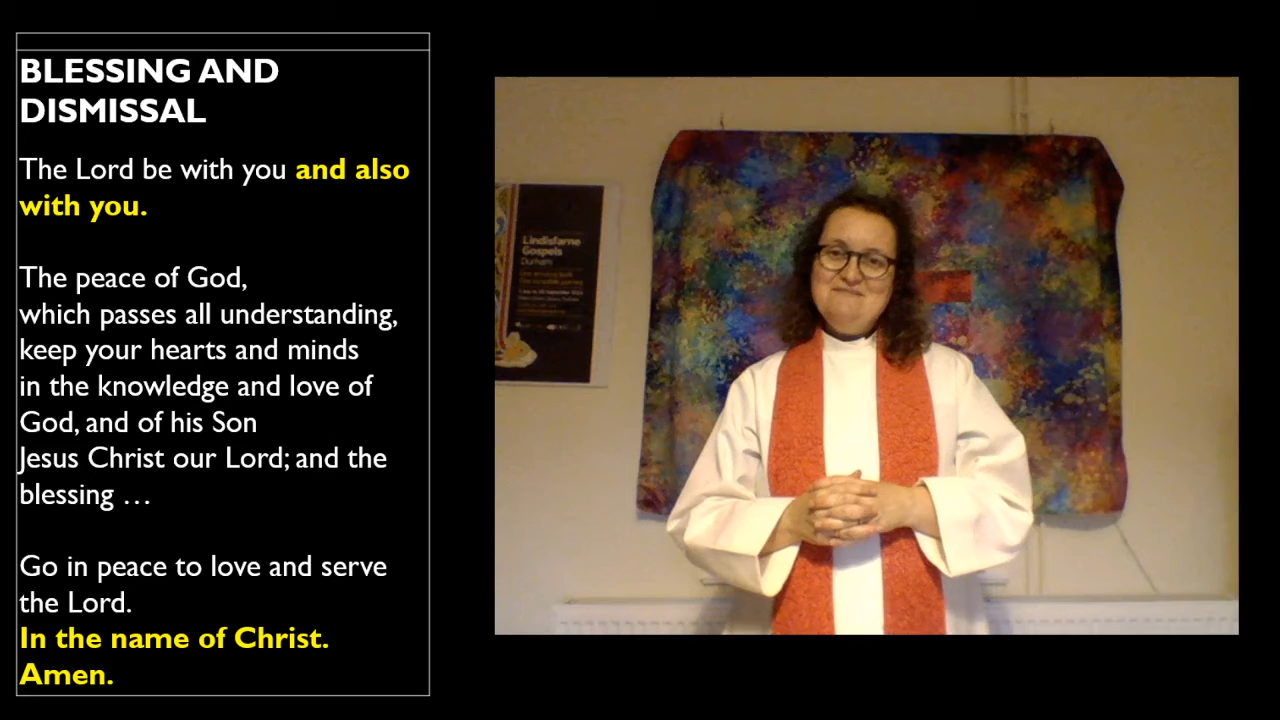 BLESSING AND
DISMISSAL
The Lord be with you and also
with you.
The peace of God,
which passes all understanding,
keep your hearts and minds
in the knowledge and love of
God, and of his Son
Jesus Christ our Lord; and the
blessing …
Go in peace to love and serve
the Lord.
In the name of Christ.
Amen.
Lindisfarne
Gospels
Durham